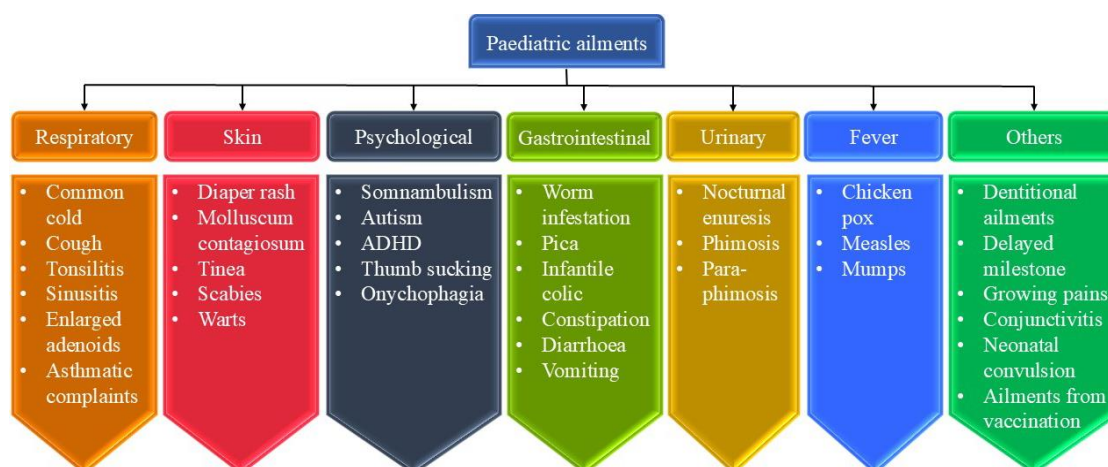 Paediatric ailments
Respiratory
Skin
Psychological
Gastrointestinal
Urinary
Fever
Others
• Common
cold
• Cough
• Tonsilitis
• Sinusitis
• Enlarged
adenoids
• Asthmatic
complaints
• Diaper rash
• Molluscum
contagiosum
• Tinea
• Scabies
• Warts
• Somnambulism
• Autism
• ADHD
• Thumb sucking
• Onychophagia
• Worm
infestation
• Pica
• Infantile
colic
• Constipation
• Diarrhoea
• Vomiting
• Nocturnal
enuresis
• Phimosis
• Para-
phimosis
• Chicken
pox
• Measles
• Mumps
• Dentitional
ailments
• Delayed
milestone
• Growing pains
• Conjunctivitis
• Neonatal
convulsion
• Ailments from
vaccination